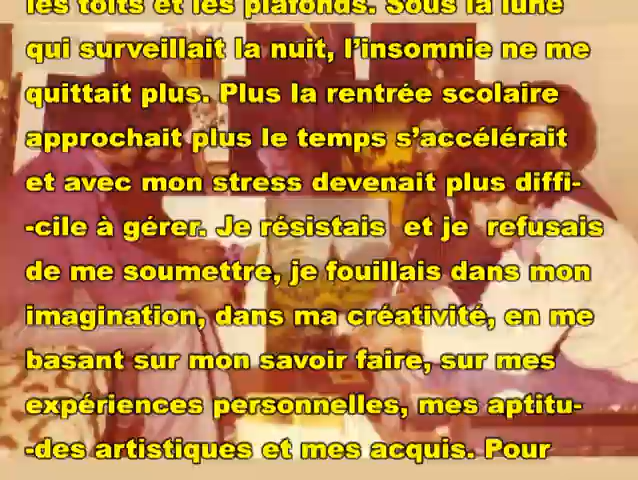 les toits et les plafonds. Sous la lune
qui surveillait la nuit, l’insomnie ne me
quittait plus. Plus la rentrée scolaire
approchait plus le temps s’accélérait
et avec mon stress devenait plus diffi-
-cile à gérer. Je résistais et je refusais
de me soumettre, je fouillais dans mon
imagination, dans ma créativité, en me
basant sur mon savoir faire, sur mes
expériences personnelles, mes aptitu-
-des artistiques et mes acquis. Pour